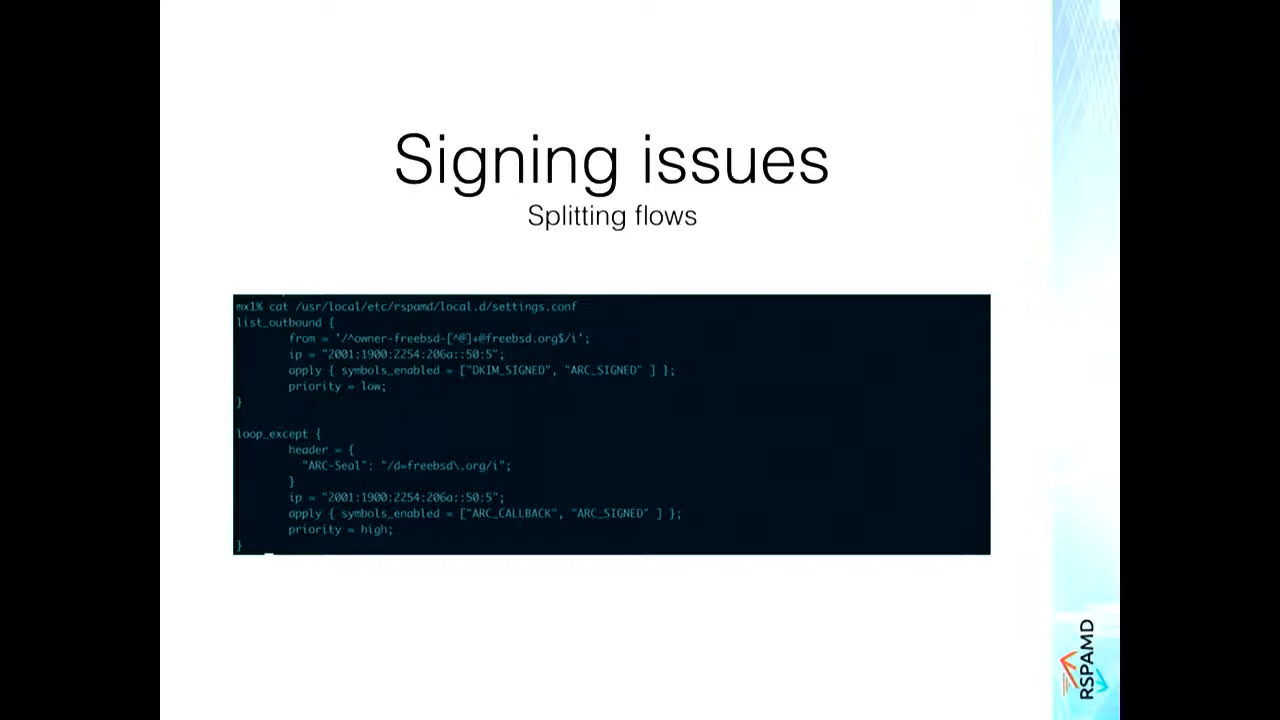 Signing issues
Splitting flows
mx1% cat /usr/local/etc/rspamd/local.d/settings.conf
list_outbound {
from = '/^owner-freebsd-[^@]+@freebsd.org$/i';
ip = "2001:1900:2254:206a::50:5";
apply { symbols_enabled = ["DKIM_SIGNED", "ARC_SIGNED" ] };
priority = low;
}
loop_except {
header = {
"ARC-Seal": "/d=freebsd\.org/i";
}
ip = "2001:1900:2254:206a::50:5";
apply { symbols_enabled = ["ARC_CALLBACK", "ARC_SIGNED" ] };
priority = high;
}
RSPAMD